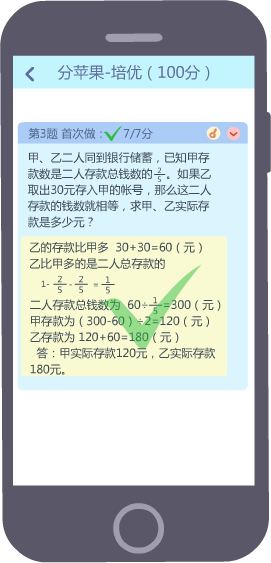 分苹果-培优（100分）
第3题 首次做：7/7分
甲、乙二人同到银行储蓄，已知甲存
款数是二人存款总钱数的2/5。如果乙
取出30元存入甲的帐号，那么这二人
存款的钱数就相等，求甲、乙实际存
款是多少元？
乙的存款比甲多 30+30=60（元）
乙比甲多的是二人总存款的
1- 2/5 - 2/5 = 1/5
二人存款总钱数为 60÷1/5=300（元）
甲存款为（300-60）÷2=120（元）
乙存款为 120+60=180（元）
答：甲实际存款120元，乙实际存款
180元。